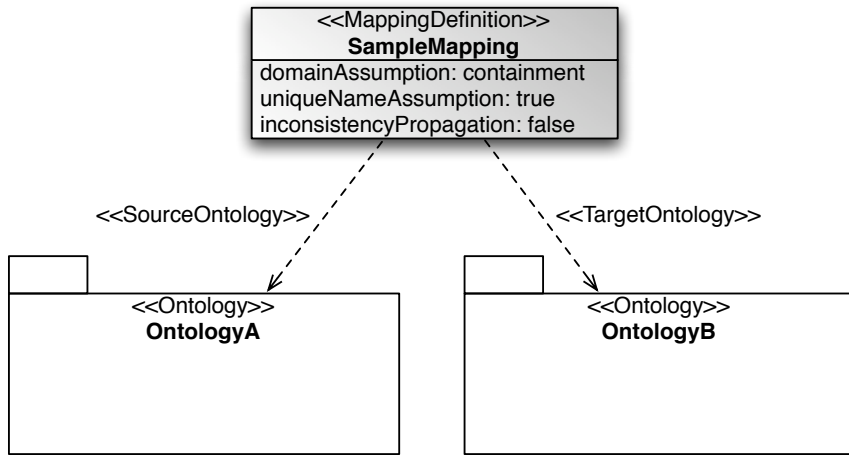 <<MappingDefinition>>
SampleMapping
domainAssumption: containment
uniqueNameAssumption: true
inconsistencyPropagation: false
<<SourceOntology>>
<<TargetOntology>>
<<Ontology>>
OntologyA
<<Ontology>>
OntologyB